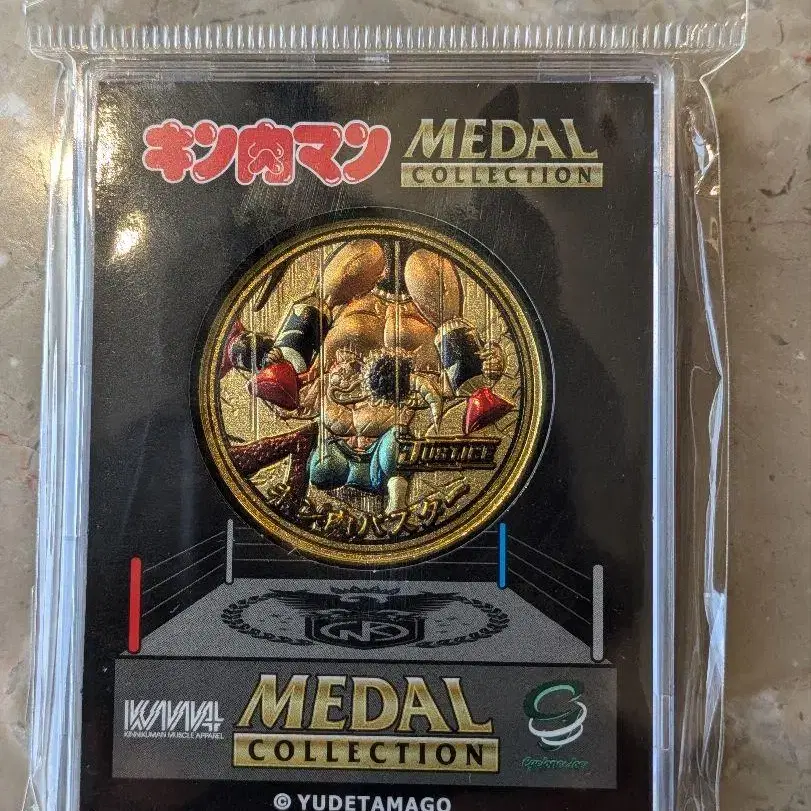 キン肉マン
MEDAL
COLLECTION
JUSTICE
キン肉バスター
KMA
KINNIKUMAN MUSCLE APPAREL
MEDAL
COLLECTION
© YUDETAMAGO